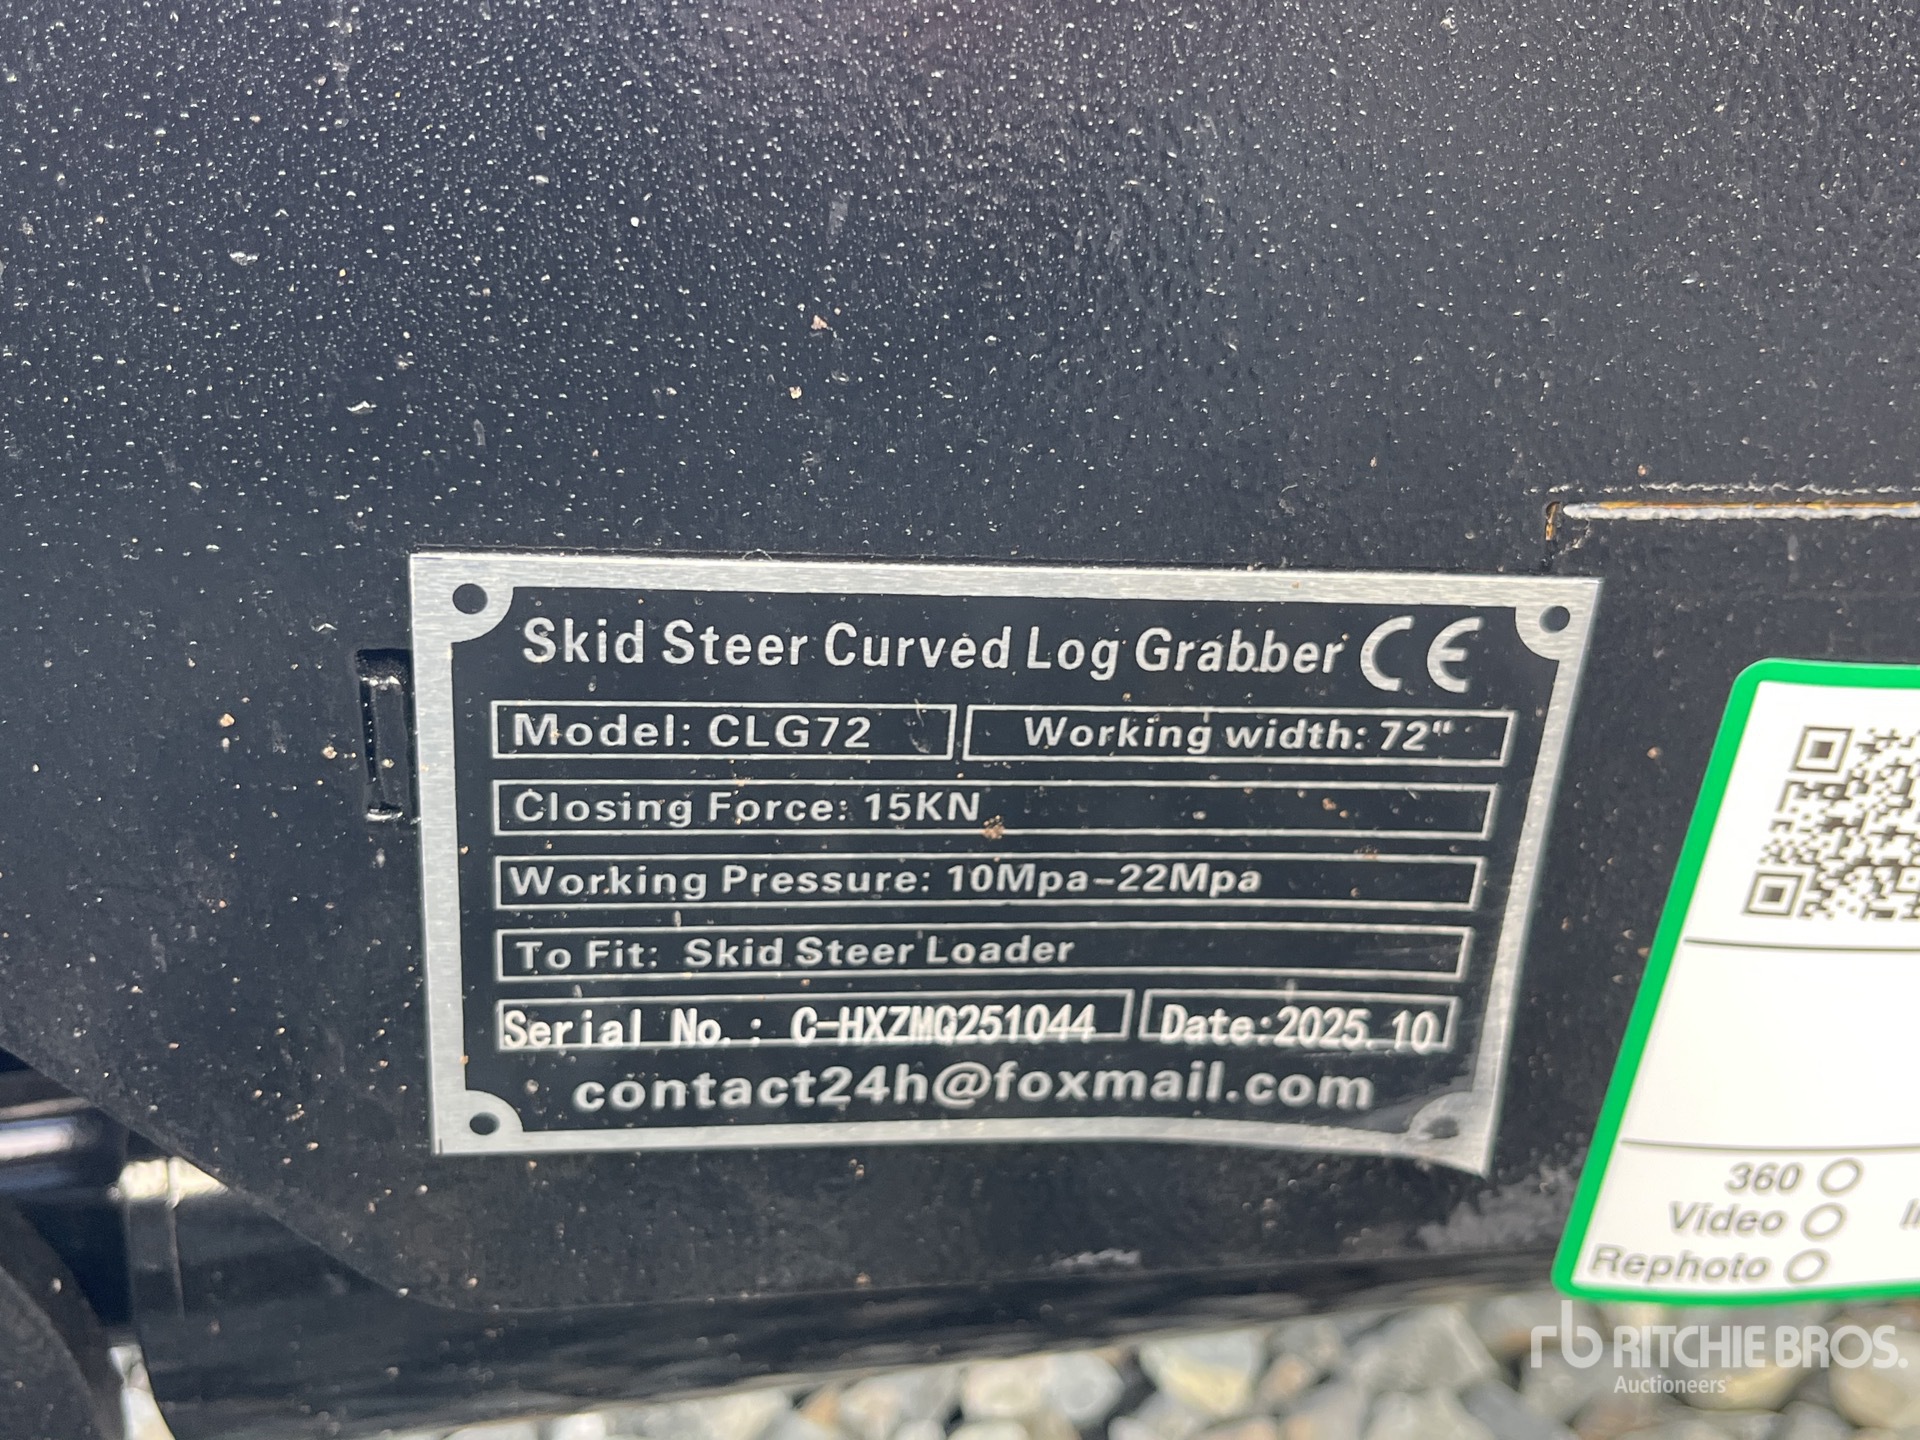 Skid Steer Curved Log Grabber CE
Model: CLG72
Working width: 72"
Closing Force: 15KN
Working Pressure: 10Mpa-22Mpa
To Fit: Skid Steer Loader
Serial No.: C-HXZMQ251044
Date:2025.10
contact24h@foxmail.com
360
Video
Rephoto
rb RITCHIE BROS.
Auctioneers